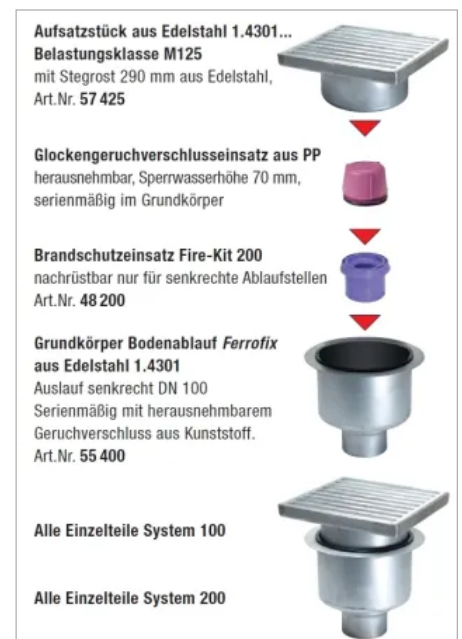 Aufsatzstück aus Edelstahl 1.4301...
Belastungsklasse M125
mit Stegrost 290 mm aus Edelstahl,
Art.Nr. 57 425
Glockengeruchverschlusseinsatz aus PP
herausnehmbar, Sperrwasserhöhe 70 mm,
serienmäßig im Grundkörper
Brandschutzeinsatz Fire-Kit 200
nachrüstbar nur für senkrechte Ablaufstellen
Art.Nr. 48 200
Grundkörper Bodenablauf Ferrofix
aus Edelstahl 1.4301
Auslauf senkrecht DN 100
Serienmäßig mit herausnehmbarem
Geruchverschluss aus Kunststoff.
Art.Nr. 55 400
Alle Einzelteile System 100
Alle Einzelteile System 200